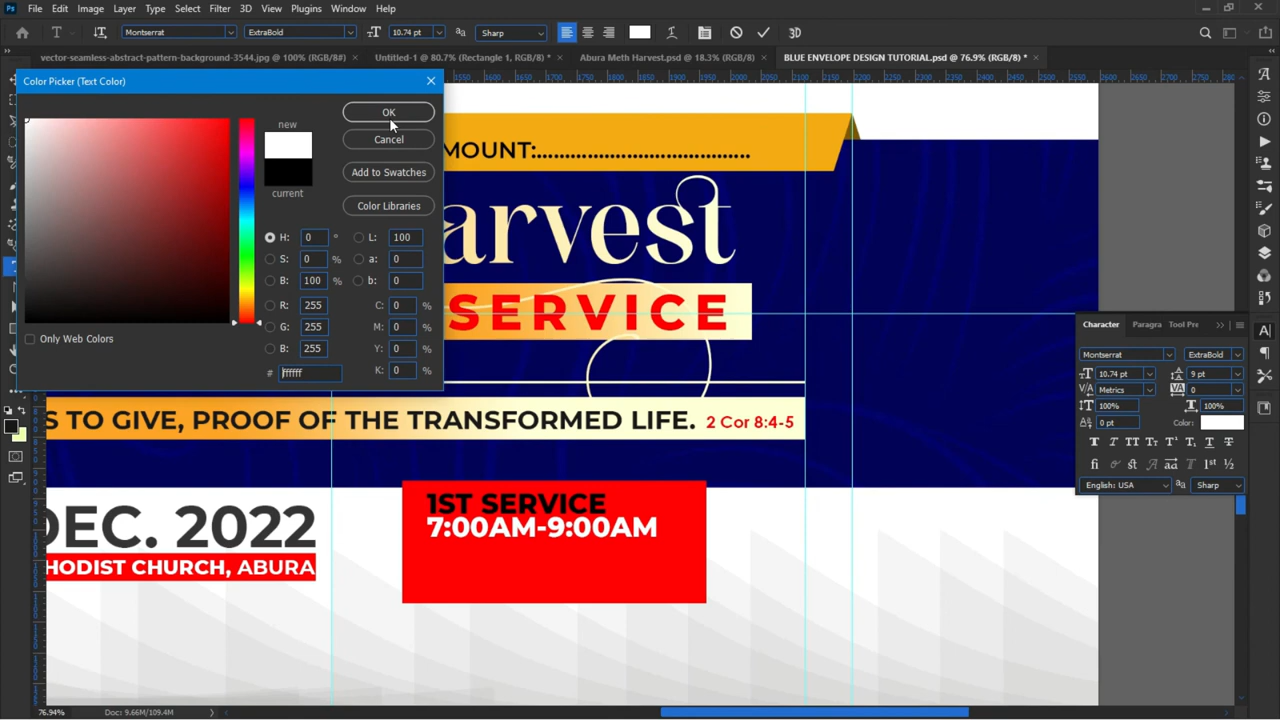 Ps File Edit Image Layer Type Select Filter 3D View Plugins Window Help
Montserrat ExtraBold 10.74 pt Sharp 3D
vector-seamless-abstract-pattern-background-3544.jpg @ 100% (RGB/8#) × Untitled-1 @ 80.7% (Rectangle 1, RGB/8) * × Abura Meth Harvest.psd @ 18.3% (RGB/8) × BLUE ENVELOPE DESIGN TUTORIAL.psd @ 76.9% (RGB/8) * ×
Color Picker (Text Color)
new
current
OK
Cancel
Add to Swatches
Color Libraries
H: 0 ° L: 100
S: 0 % a: 0
B: 100 % b: 0
R: 255 C: 0 %
G: 255 M: 0 %
B: 255 Y: 0 %
# ffffff K: 0 %
Only Web Colors
MOUNT:.......................................
arvest
SERVICE
S TO GIVE, PROOF OF THE TRANSFORMED LIFE. 2 Cor 8:4-5
DEC. 2022
HODIST CHURCH, ABURA
1ST SERVICE
7:00AM-9:00AM
Character Paragra Tool Pre
Montserrat ExtraBold
10.74 pt 9 pt
Metrics 0
100% 100%
0 pt Color:
English: USA Sharp
76.94% Doc: 9.66M/109.4M